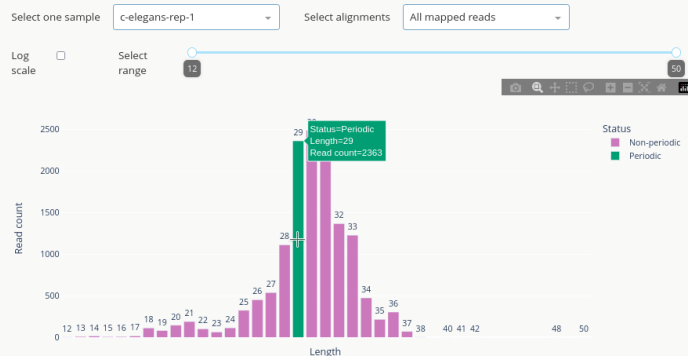 Select one sample
c-elegans-rep-1
Select alignments
All mapped reads
Log scale
Select range
12
50
Status
Non-periodic
Periodic
Status=Periodic
Length=29
Read count=2363
Read count
2500
2000
1500
1000
500
0
12 13 14 15 16 17 18 19 20 21 22 23 24 25 26 27 28 29 32 33 34 35 36 37 38 40 41 42 48 50
Length